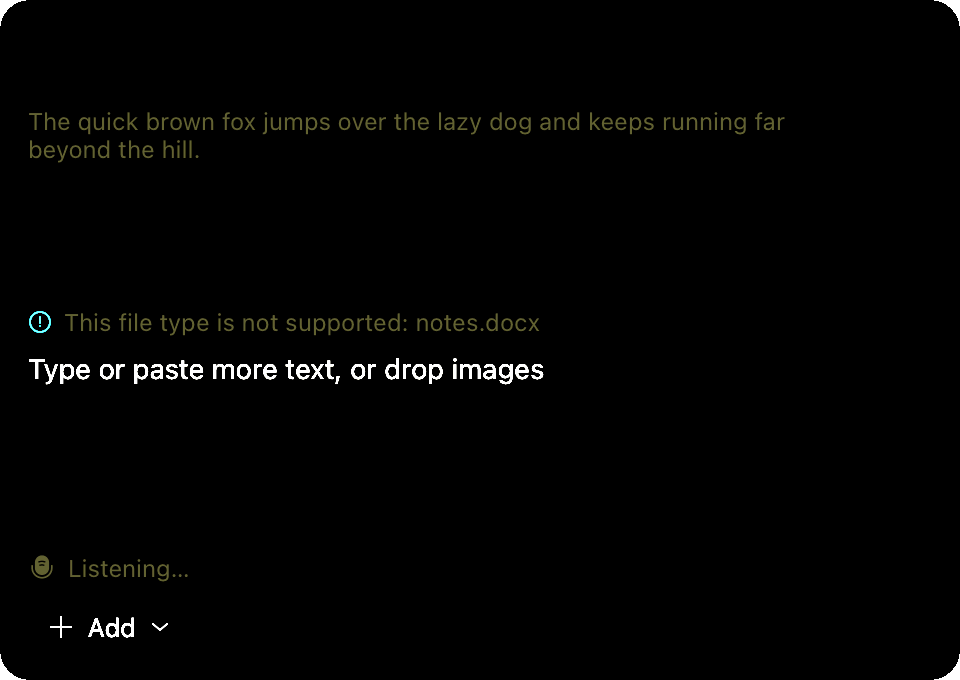 The quick brown fox jumps over the lazy dog and keeps running far
beyond the hill.
This file type is not supported: notes.docx
Type or paste more text, or drop images
Listening...
Add